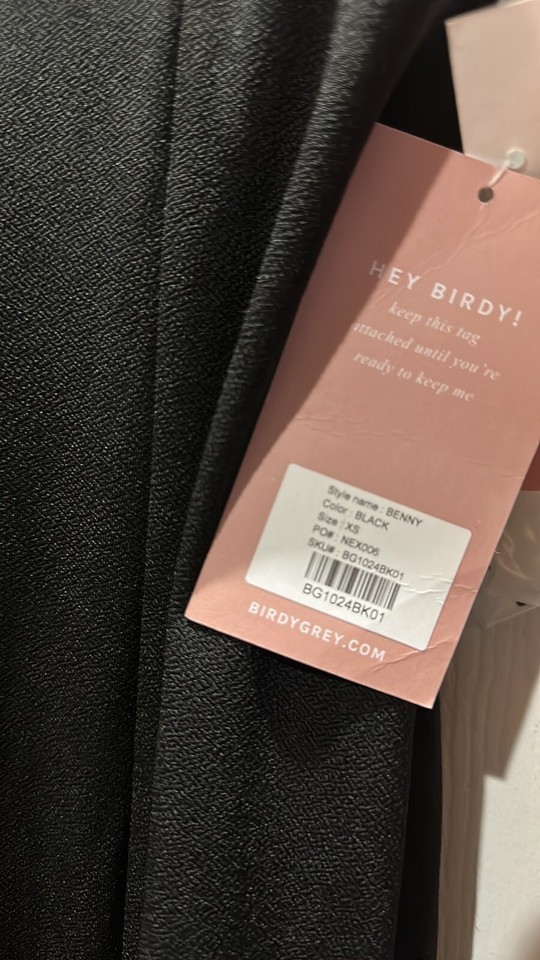 HEY BIRDY!
keep this tag
attached until you're
ready to keep me
Style name : BENNY
Color : BLACK
Size : XS
PO# : NEX006
SKU# : BG1024BK01
BG1024BK01
BIRDYGREY.COM